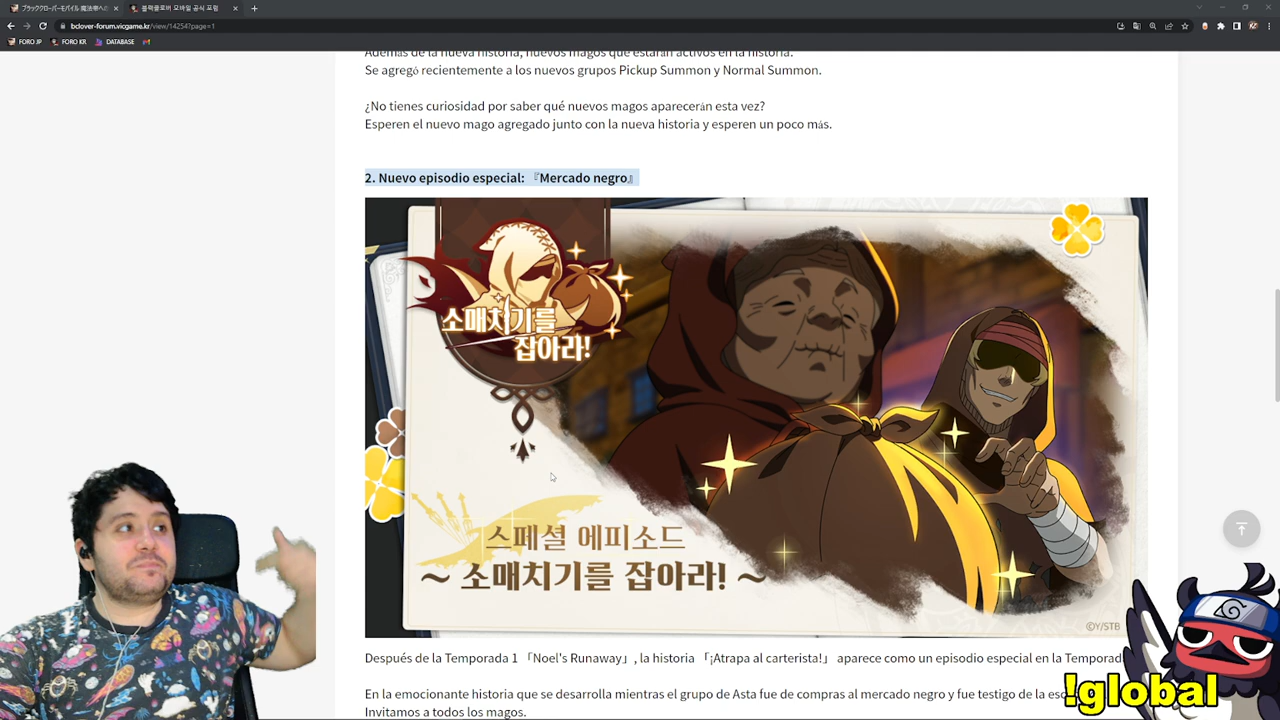 ブラッククローバーモバイル 魔法帝への
블랙클로버 모바일 공식 포럼
bclover-forum.vicgame.kr/view/14254?page=1
FORO JP
FORO KR
DATABASE
Además de la nueva historia, nuevos magos que estarán activos en la historia.
Se agregó recientemente a los nuevos grupos Pickup Summon y Normal Summon.
¿No tienes curiosidad por saber qué nuevos magos aparecerán esta vez?
Esperen el nuevo mago agregado junto con la nueva historia y esperen un poco más.
2. Nuevo episodio especial: 『Mercado negro』
소매치기를
잡아라!
스페셜 에피소드
~ 소매치기를 잡아라! ~
©Y/STB
Después de la Temporada 1 「Noel's Runaway」, la historia 「¡Atrapa al carterista!」 aparece como un episodio especial en la Temporad
En la emocionante historia que se desarrolla mientras el grupo de Asta fue de compras al mercado negro y fue testigo de la
Invitamos a todos los magos.
!global